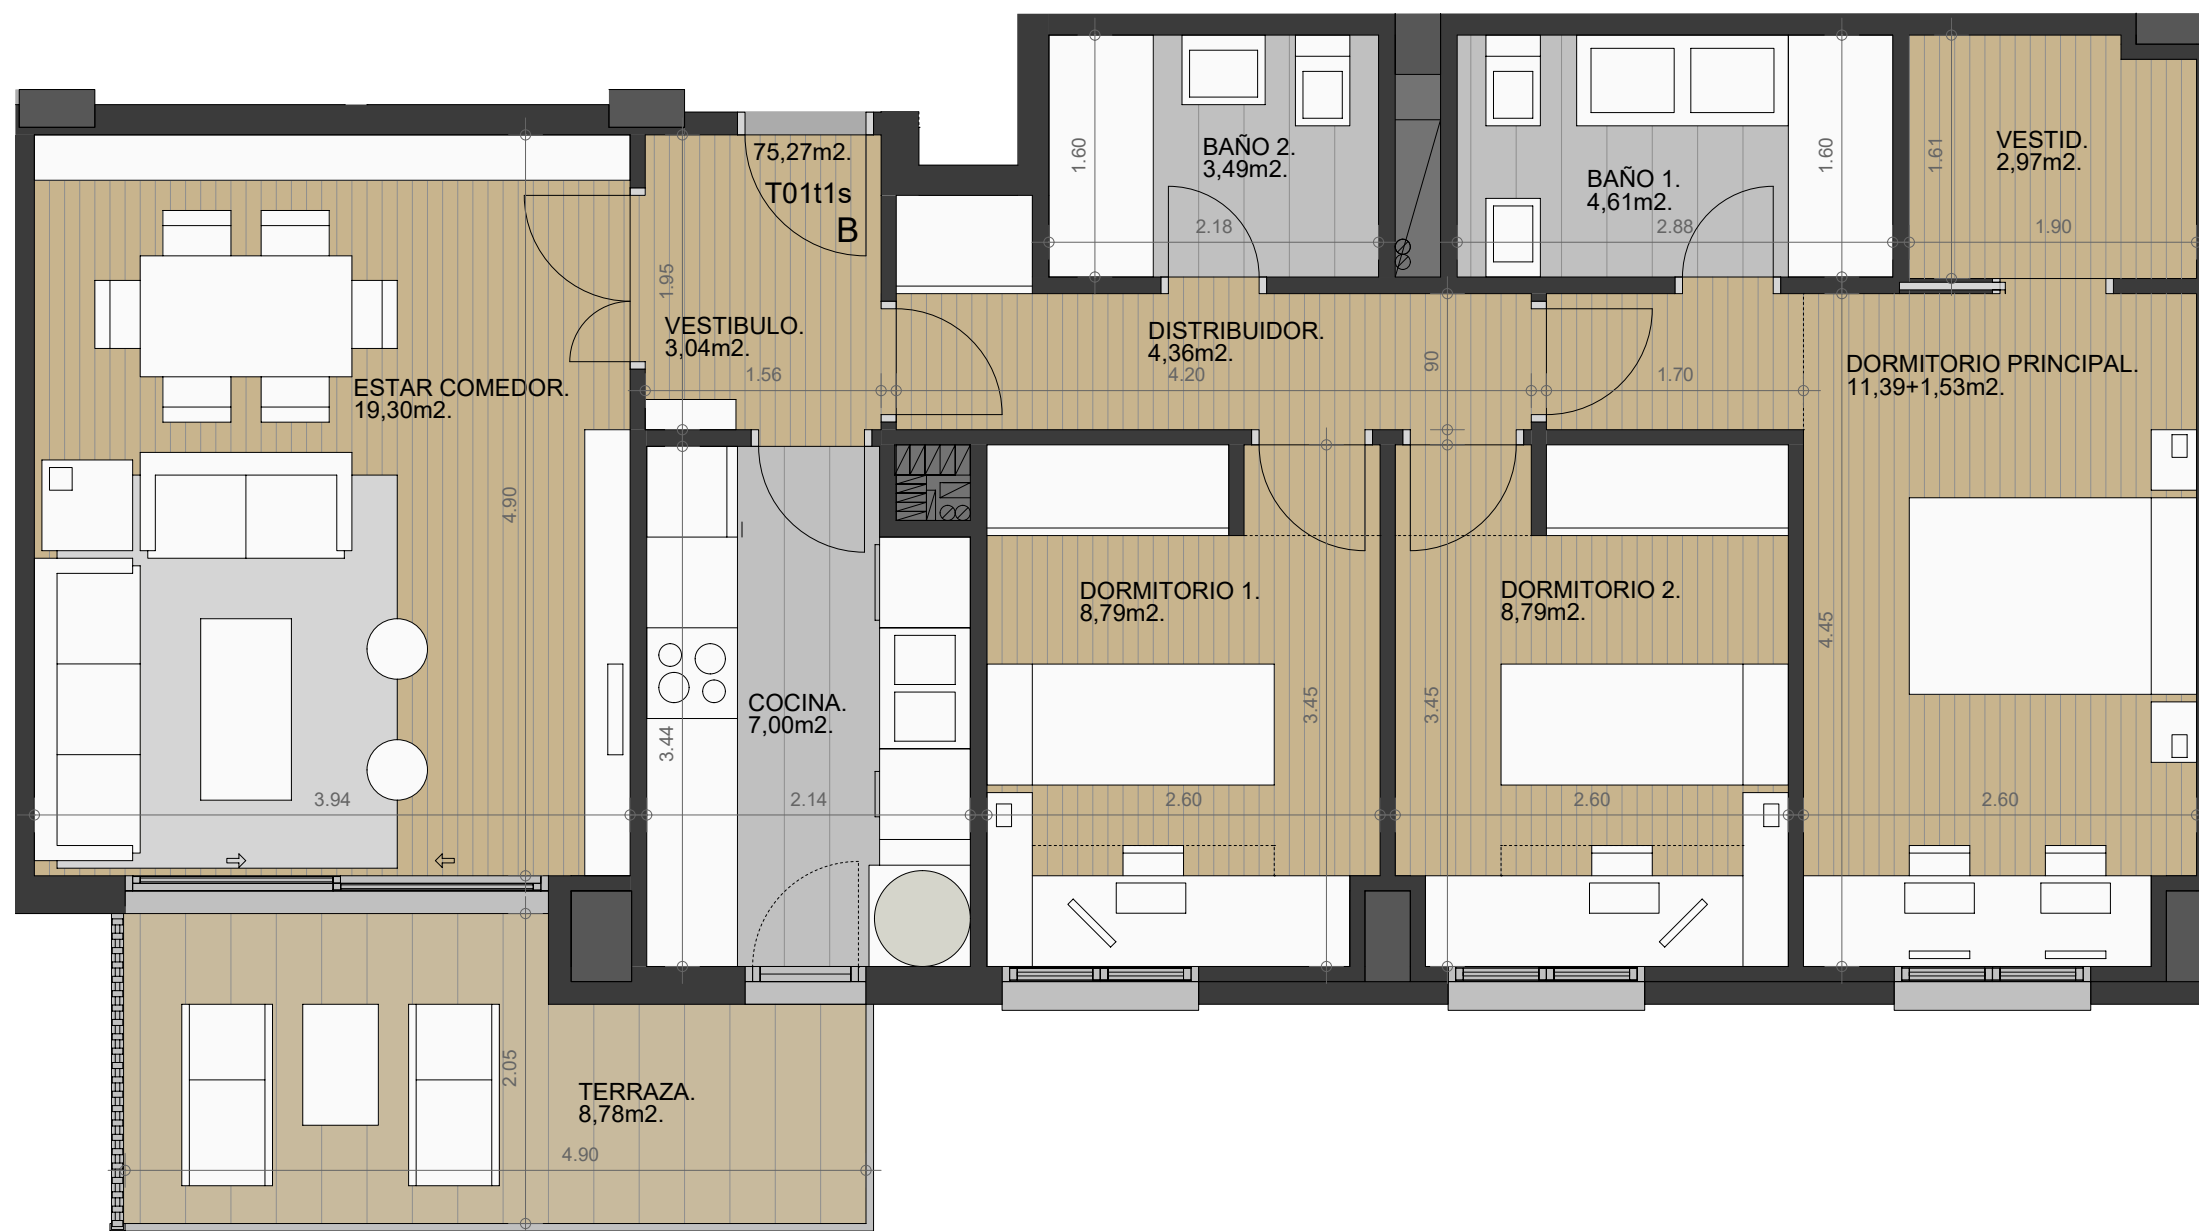 75,27m2.
T01t1s
B
BAÑO 2.
3,49m2.
1.60
2.18
BAÑO 1.
4,61m2.
2.88
1.60
VESTID.
2,97m2.
1.61
1.90
1.95
VESTIBULO.
3,04m2.
1.56
DISTRIBUIDOR.
4,36m2.
4.20
90
1.70
DORMITORIO PRINCIPAL.
11,39+1,53m2.
4.45
2.60
ESTAR COMEDOR.
19,30m2.
4.90
3.94
COCINA.
7,00m2.
3.44
2.14
DORMITORIO 1.
8,79m2.
3.45
2.60
DORMITORIO 2.
8,79m2.
3.45
2.60
TERRAZA.
8,78m2.
2.05
4.90